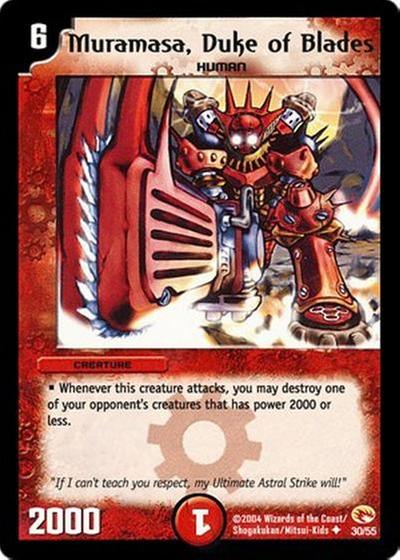 6 Muramasa, Duke of Blades
HUMAN
CREATURE
▪ Whenever this creature attacks, you may destroy one
of your opponent's creatures that has power 2000 or
less.
"If I can't teach you respect, my Ultimate Astral Strike will!"
2000
1
©2004 Wizards of the Coast/
Shogakukan/Mitsui-Kids ♦ 30/55